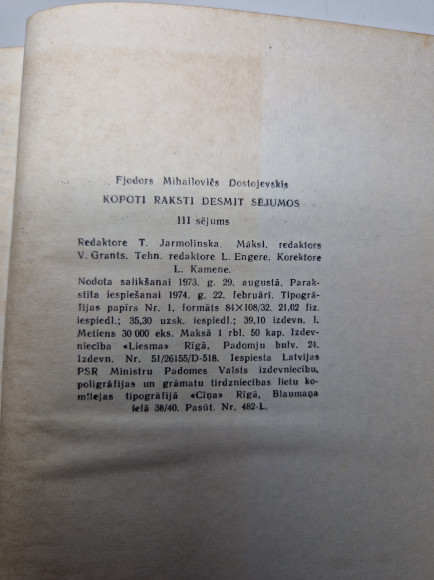 Fjodors Mihailovičs Dostojevskis
KOPOTI RAKSTI DESMIT SĒJUMOS
III sējums
Redaktore T. Jarmolinska. Māksl. redaktors
V. Grants. Tehn. redaktore L. Engere. Korektore
L. Kamene.
Nodota salikšanai 1973. g. 29. augustā. Parak-
stīta iespiešanai 1974. g. 22. februārī. Tipogrā-
fijas papīrs Nr. 1, formāts 84×108/32. 21,02 fiz.
iespiedl.; 35,30 uzsk. iespiedl.; 39,10 izdevn. l.
Metiens 30 000 eks. Maksā 1 rbl. 50 kap. Izdev-
niecība «Liesma» Rīgā, Padomju bulv. 24.
Izdevn. Nr. 51/26155/D-518. Iespiesta Latvijas
PSR Ministru Padomes Valsts izdevniecību,
poligrāfijas un grāmatu tirdzniecības lietu ko-
mitejas tipogrāfijā «Cīņa» Rīgā, Blaumaņa
ielā 38/40. Pasūt. Nr. 482-L.